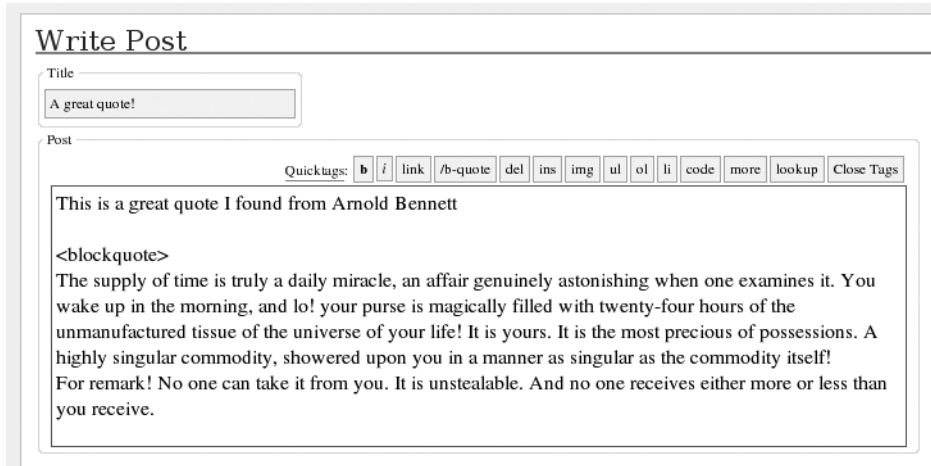 Write Post
Title
A great quote!
Post
Quicktags: b i link /b-quote del ins img ul ol li code more lookup Close Tags
This is a great quote I found from Arnold Bennett
<blockquote>
The supply of time is truly a daily miracle, an affair genuinely astonishing when one examines it. You
wake up in the morning, and lo! your purse is magically filled with twenty-four hours of the
unmanufactured tissue of the universe of your life! It is yours. It is the most precious of possessions. A
highly singular commodity, showered upon you in a manner as singular as the commodity itself!
For remark! No one can take it from you. It is unstealable. And no one receives either more or less than
you receive.